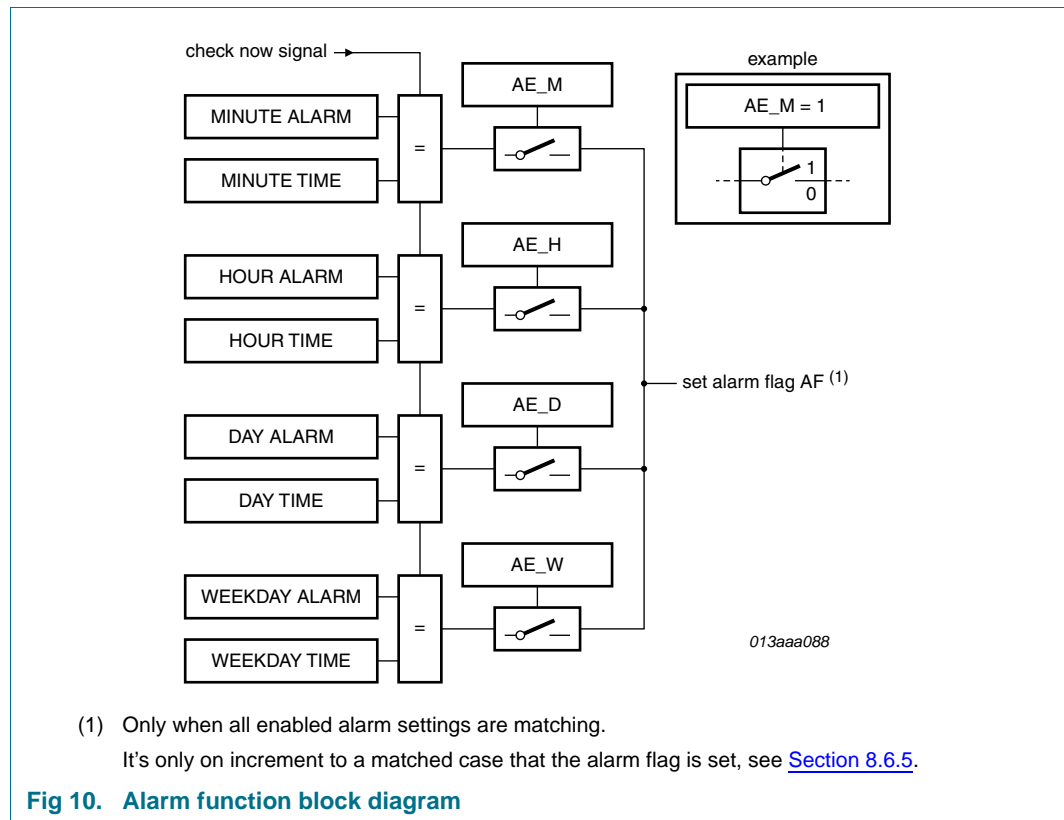 check now signal
example
AE_M
AE_M = 1
MINUTE ALARM
=
MINUTE TIME
1
0
AE_H
HOUR ALARM
=
HOUR TIME
set alarm flag AF (1)
AE_D
DAY ALARM
=
DAY TIME
AE_W
WEEKDAY ALARM
=
WEEKDAY TIME
013aaa088
(1) Only when all enabled alarm settings are matching.
It's only on increment to a matched case that the alarm flag is set, see Section 8.6.5.
Fig 10. Alarm function block diagram